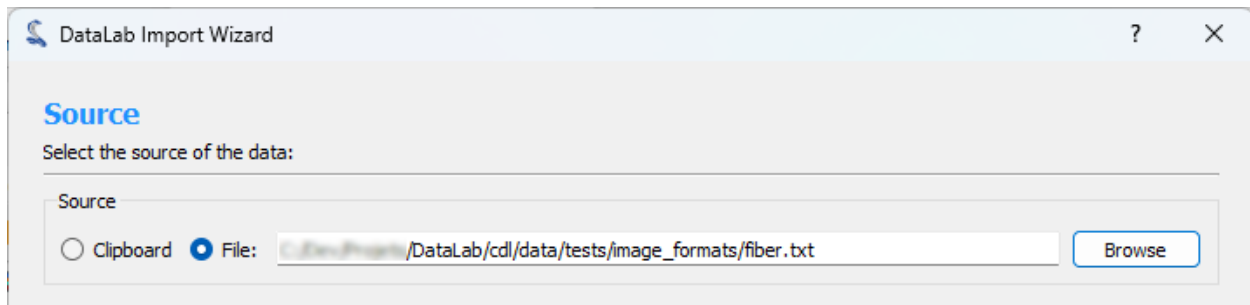 DataLab Import Wizard ? ×
Source
Select the source of the data:
Source
Clipboard File: /DataLab/cdl/data/tests/image_formats/fiber.txt Browse